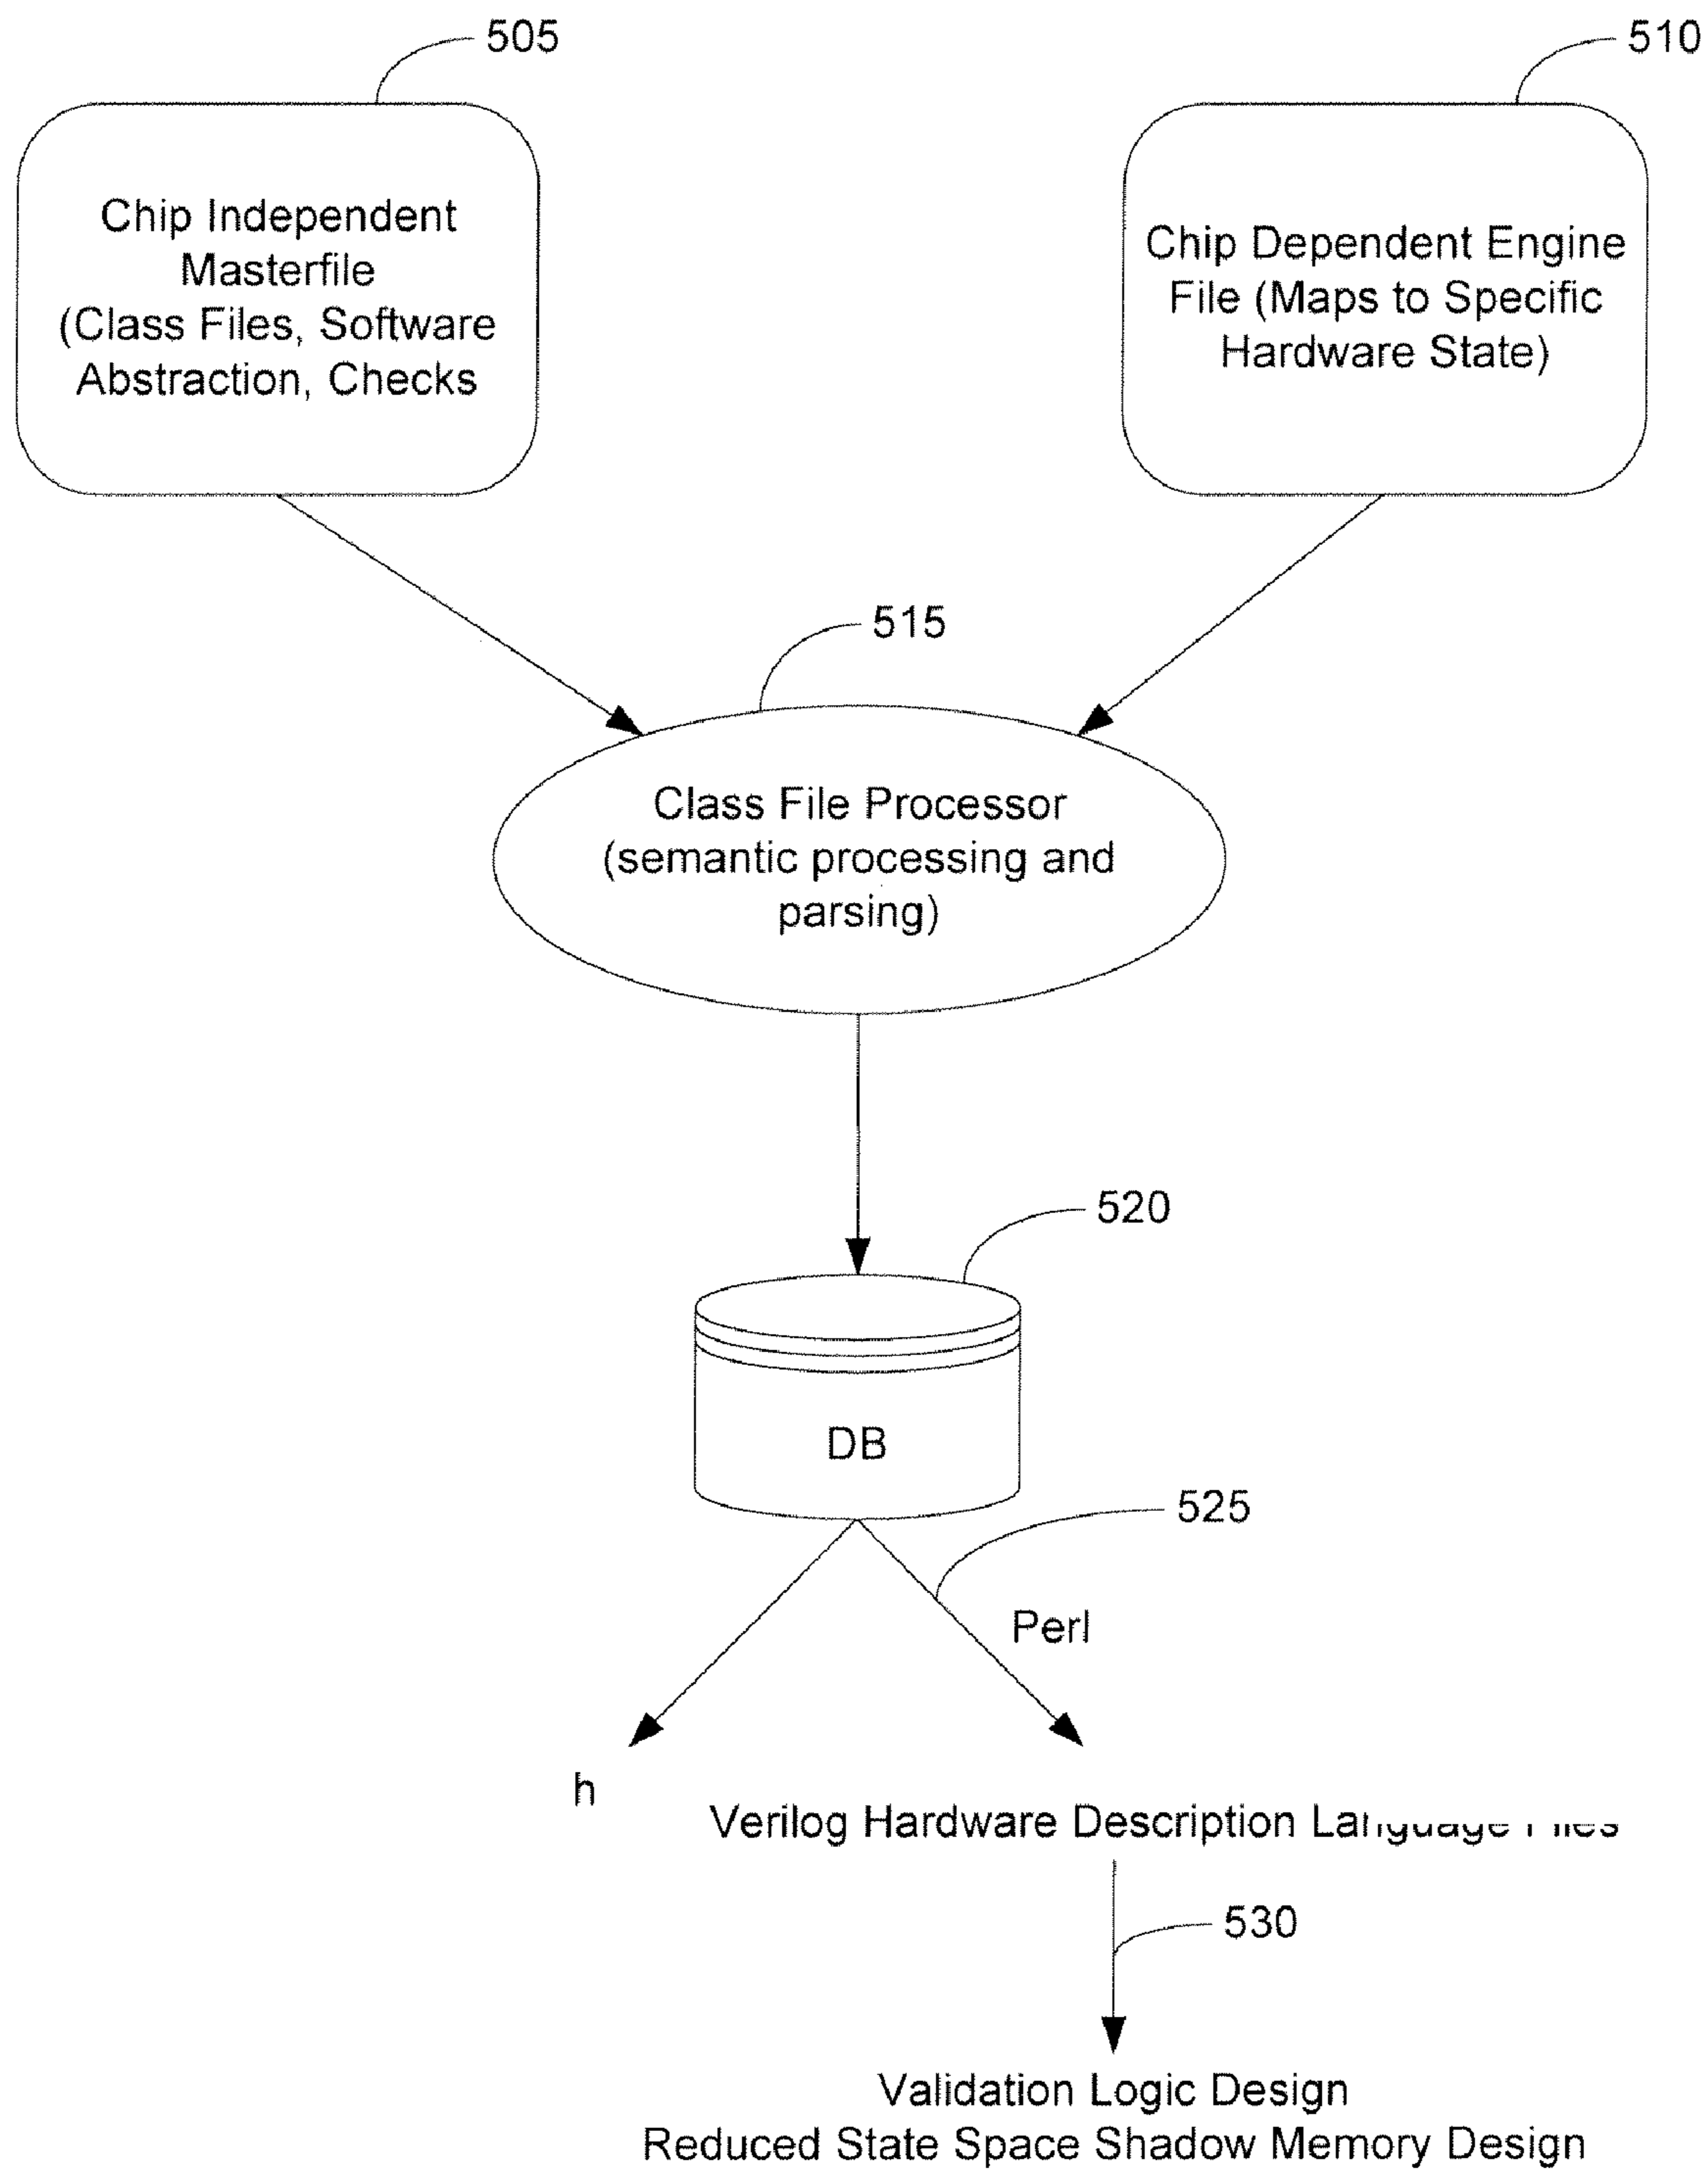 505
510
Chip Independent
Masterfile
(Class Files, Software
Abstraction, Checks
Chip Dependent Engine
File (Maps to Specific
Hardware State)
515
Class File Processor
(semantic processing and
parsing)
520
DB
525
Perl
h
Verilog Hardware Description Language Files
530
Validation Logic Design
Reduced State Space Shadow Memory Design